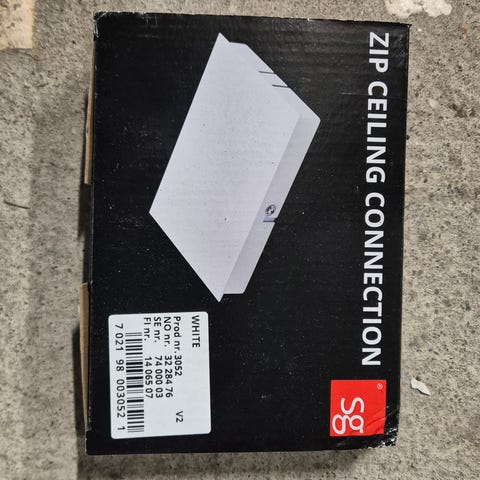 ZIP CEILING CONNECTION
sg®
WHITE
V2
Prod nr. 3052
NO nr. 32 284 76
SE nr. 74 000 03
FI nr. 14 065 07
7 021 98 003052 1